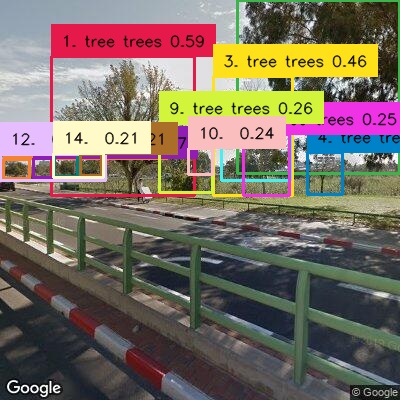 1. tree trees 0.59
3. tree trees 0.46
9. tree trees 0.26
0.25
12.
14. 0.21
21
10. 0.24
4. tree tree
Google
© Google